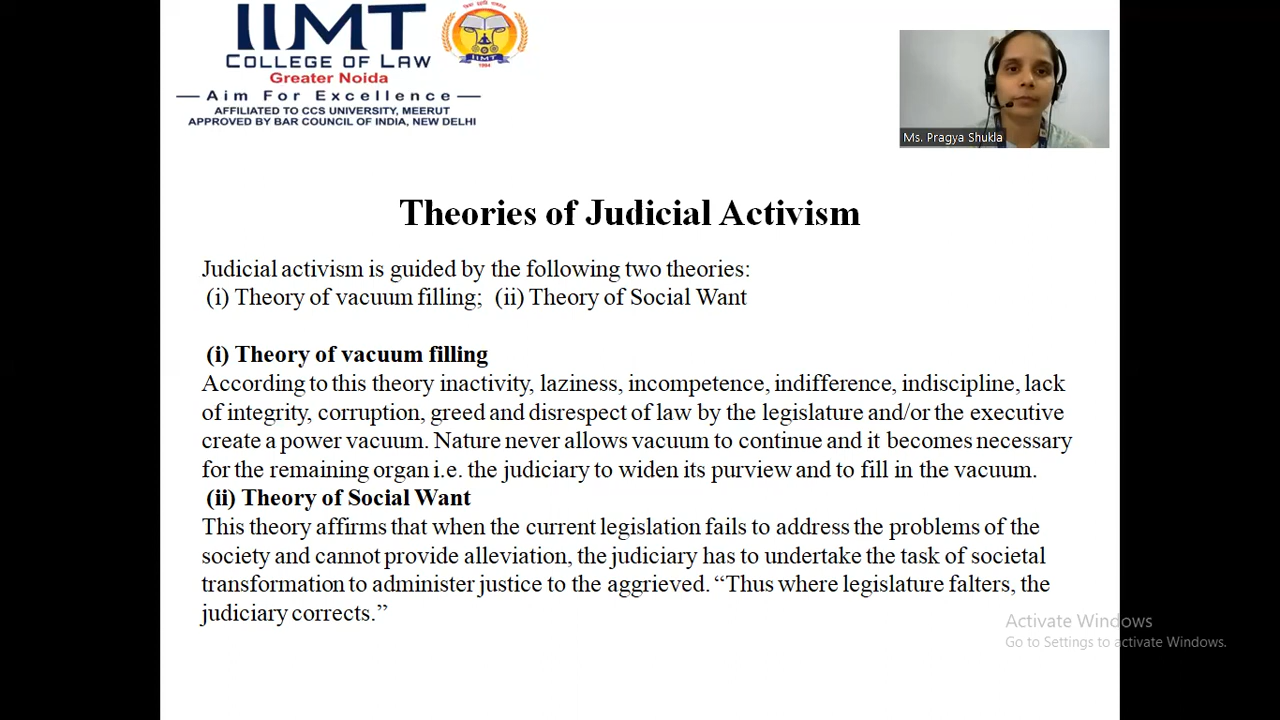 IIMT
COLLEGE OF LAW
Greater Noida
Aim For Excellence
AFFILIATED TO CCS UNIVERSITY, MEERUT
APPROVED BY BAR COUNCIL OF INDIA, NEW DELHI
IIMT
1994
Ms. Pragya Shukla
Theories of Judicial Activism
Judicial activism is guided by the following two theories:
(i) Theory of vacuum filling; (ii) Theory of Social Want
(i) Theory of vacuum filling
According to this theory inactivity, laziness, incompetence, indifference, indiscipline, lack
of integrity, corruption, greed and disrespect of law by the legislature and/or the executive
create a power vacuum. Nature never allows vacuum to continue and it becomes necessary
for the remaining organ i.e. the judiciary to widen its purview and to fill in the vacuum.
(ii) Theory of Social Want
This theory affirms that when the current legislation fails to address the problems of the
society and cannot provide alleviation, the judiciary has to undertake the task of societal
transformation to administer justice to the aggrieved. “Thus where legislature falters, the
judiciary corrects.”
Activate Windows
Go to Settings to activate Windows.